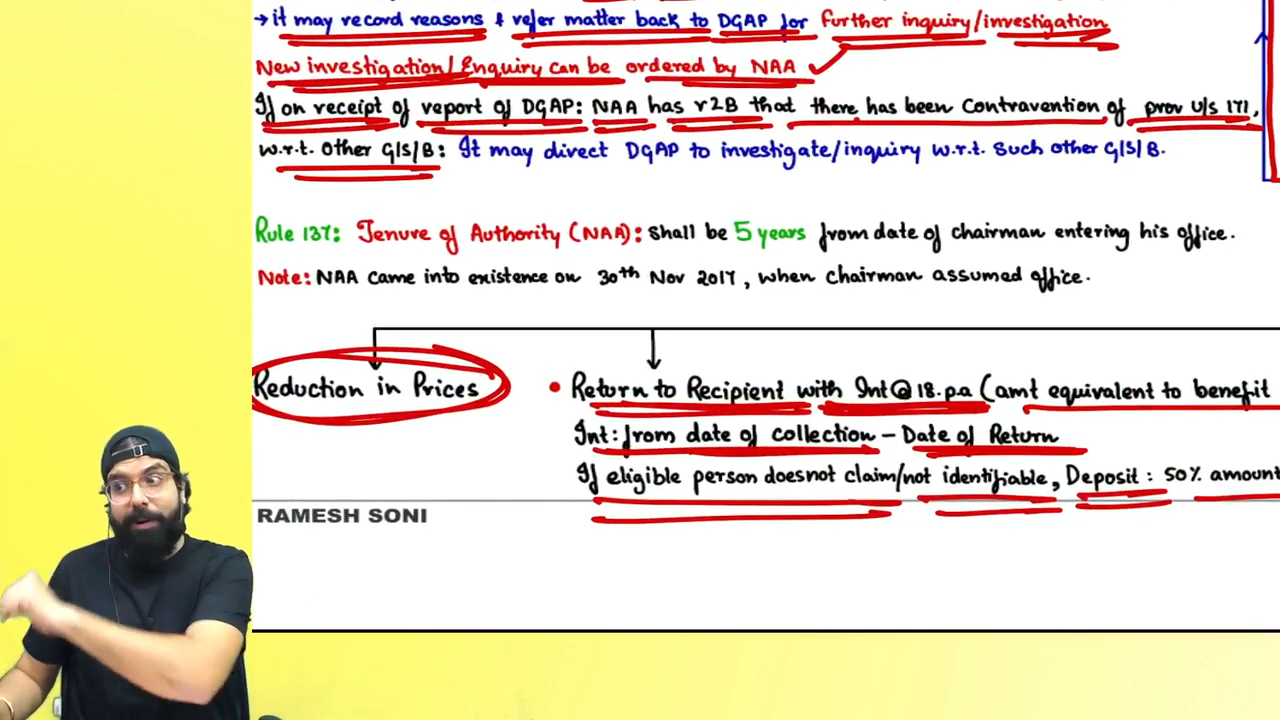 → it may record reasons & refer matter back to DGAP for further inquiry/investigation
New investigation/Enquiry can be ordered by NAA
If on receipt of report of DGAP: NAA has r2B that there has been Contravention of prov U/s 171,
w.r.t. Other G/S/B: It may direct DGAP to investigate/inquiry w.r.t. Such other G/S/B.
Rule 137: Tenure of Authority (NAA): Shall be 5 years from date of chairman entering his office.
Note: NAA came into existence on 30th Nov 2017, when Chairman assumed office.
Reduction in Prices
• Return to Recipient with Int@18.p.a (amt equivalent to benefit
Int: from date of collection – Date of Return
If eligible person doesnot claim/not identifiable, Deposit: 50% amount
RAMESH SONI